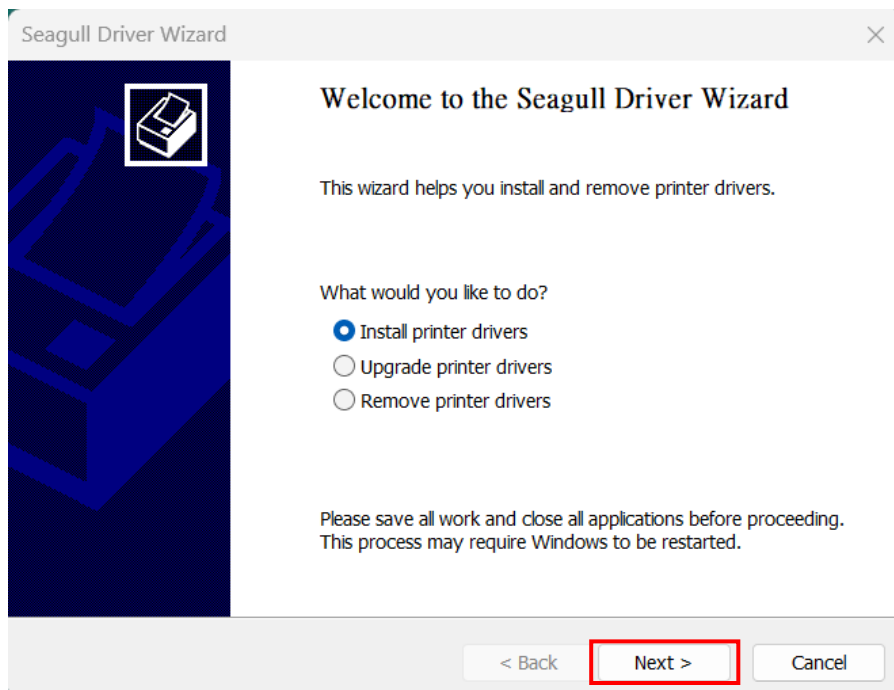 Seagull Driver Wizard
Welcome to the Seagull Driver Wizard
This wizard helps you install and remove printer drivers.
What would you like to do?
Install printer drivers
Upgrade printer drivers
Remove printer drivers
Please save all work and close all applications before proceeding.
This process may require Windows to be restarted.
< Back Next > Cancel